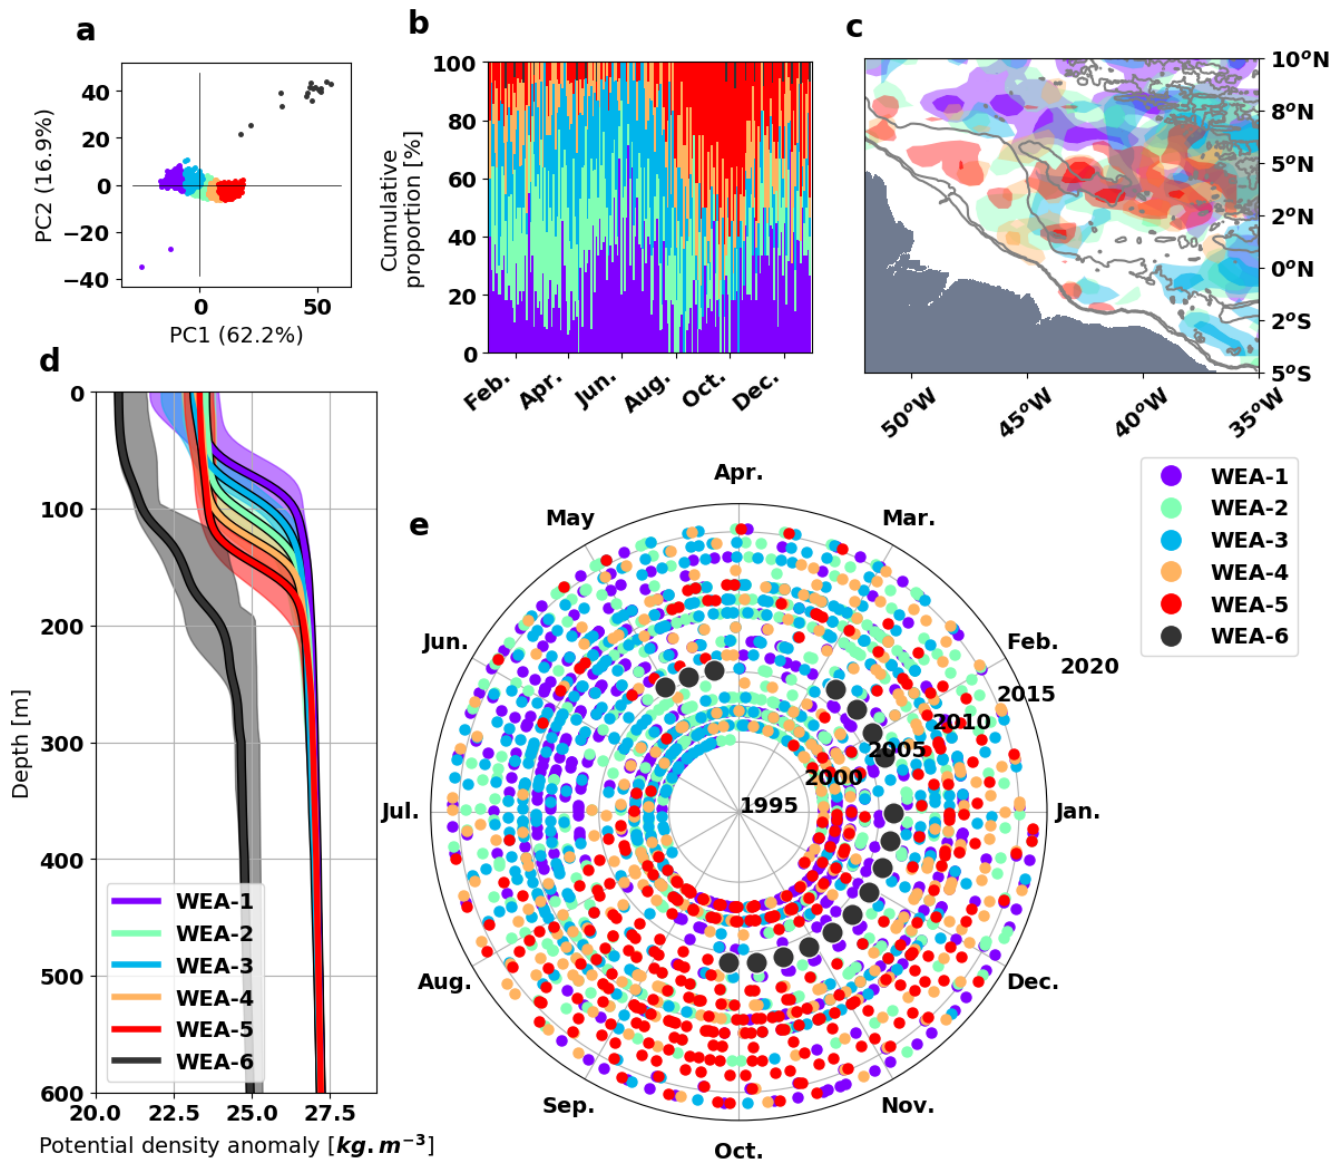 a
40
20
0
−20
−40
PC2 (16.9%)
0
50
PC1 (62.2%)
b
100
80
60
40
20
0
Cumulative
proportion [%]
Feb.
Apr.
Jun.
Aug.
Oct.
Dec.
c
10°N
8°N
5°N
2°N
0°N
2°S
5°S
50°W
45°W
40°W
35°W
d
0
100
200
300
400
500
600
Depth [m]
20.0
22.5
25.0
27.5
Potential density anomaly [kg.m⁻³]
WEA-1
WEA-2
WEA-3
WEA-4
WEA-5
WEA-6
e
Apr.
Mar.
Feb.
Jan.
Dec.
Nov.
Oct.
Sep.
Aug.
Jul.
Jun.
May
1995
2000
2005
2010
2015
2020
WEA-1
WEA-2
WEA-3
WEA-4
WEA-5
WEA-6